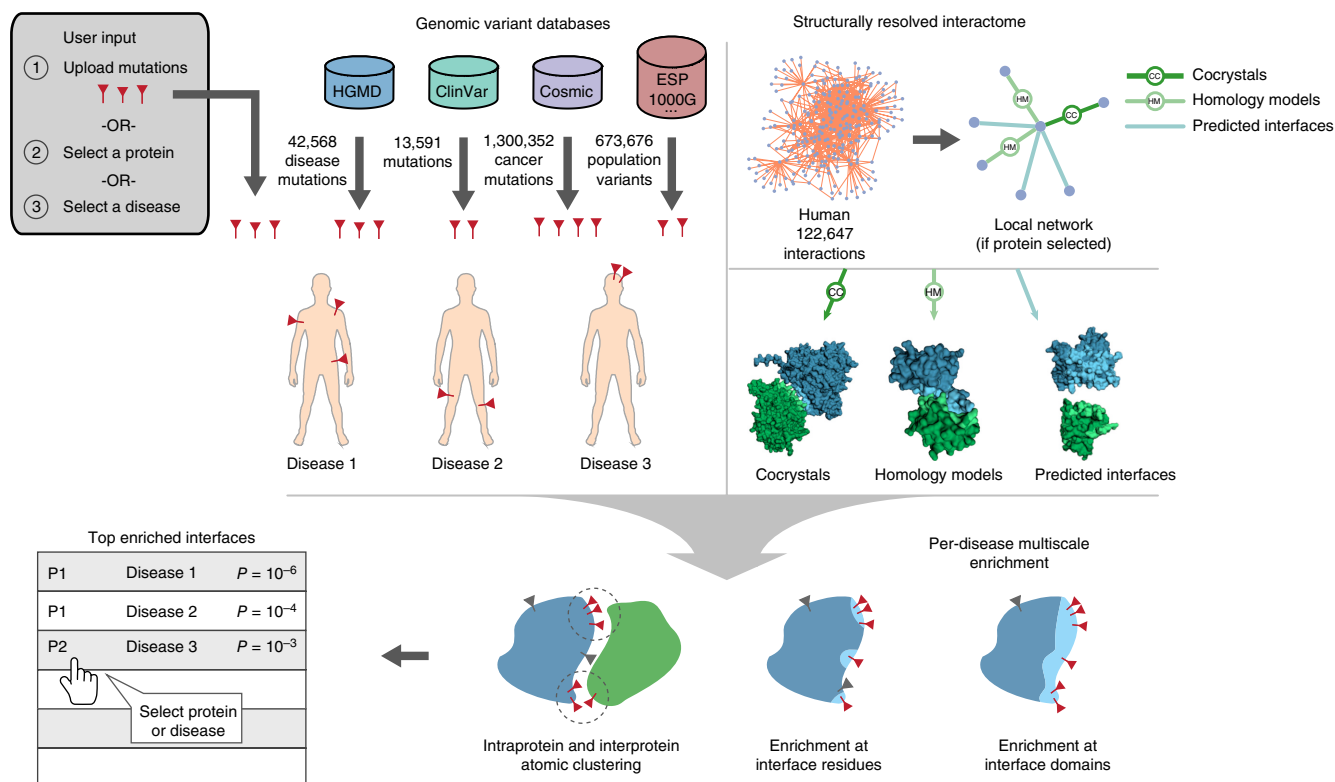 User input
1 Upload mutations
-OR-
2 Select a protein
-OR-
3 Select a disease
Genomic variant databases
HGMD
ClinVar
Cosmic
ESP
1000G
...
42,568
disease
mutations
13,591
mutations
1,300,352
cancer
mutations
673,676
population
variants
Disease 1
Disease 2
Disease 3
Structurally resolved interactome
Human
122,647
interactions
HM
CC
HM
Local network
(if protein selected)
CC Cocrystals
HM Homology models
Predicted interfaces
CC
HM
Cocrystals
Homology models
Predicted interfaces
Top enriched interfaces
P1 Disease 1 P = 10⁻⁶
P1 Disease 2 P = 10⁻⁴
P2 Disease 3 P = 10⁻³
Select protein
or disease
Intraprotein and interprotein
atomic clustering
Per-disease multiscale
enrichment
Enrichment at
interface residues
Enrichment at
interface domains